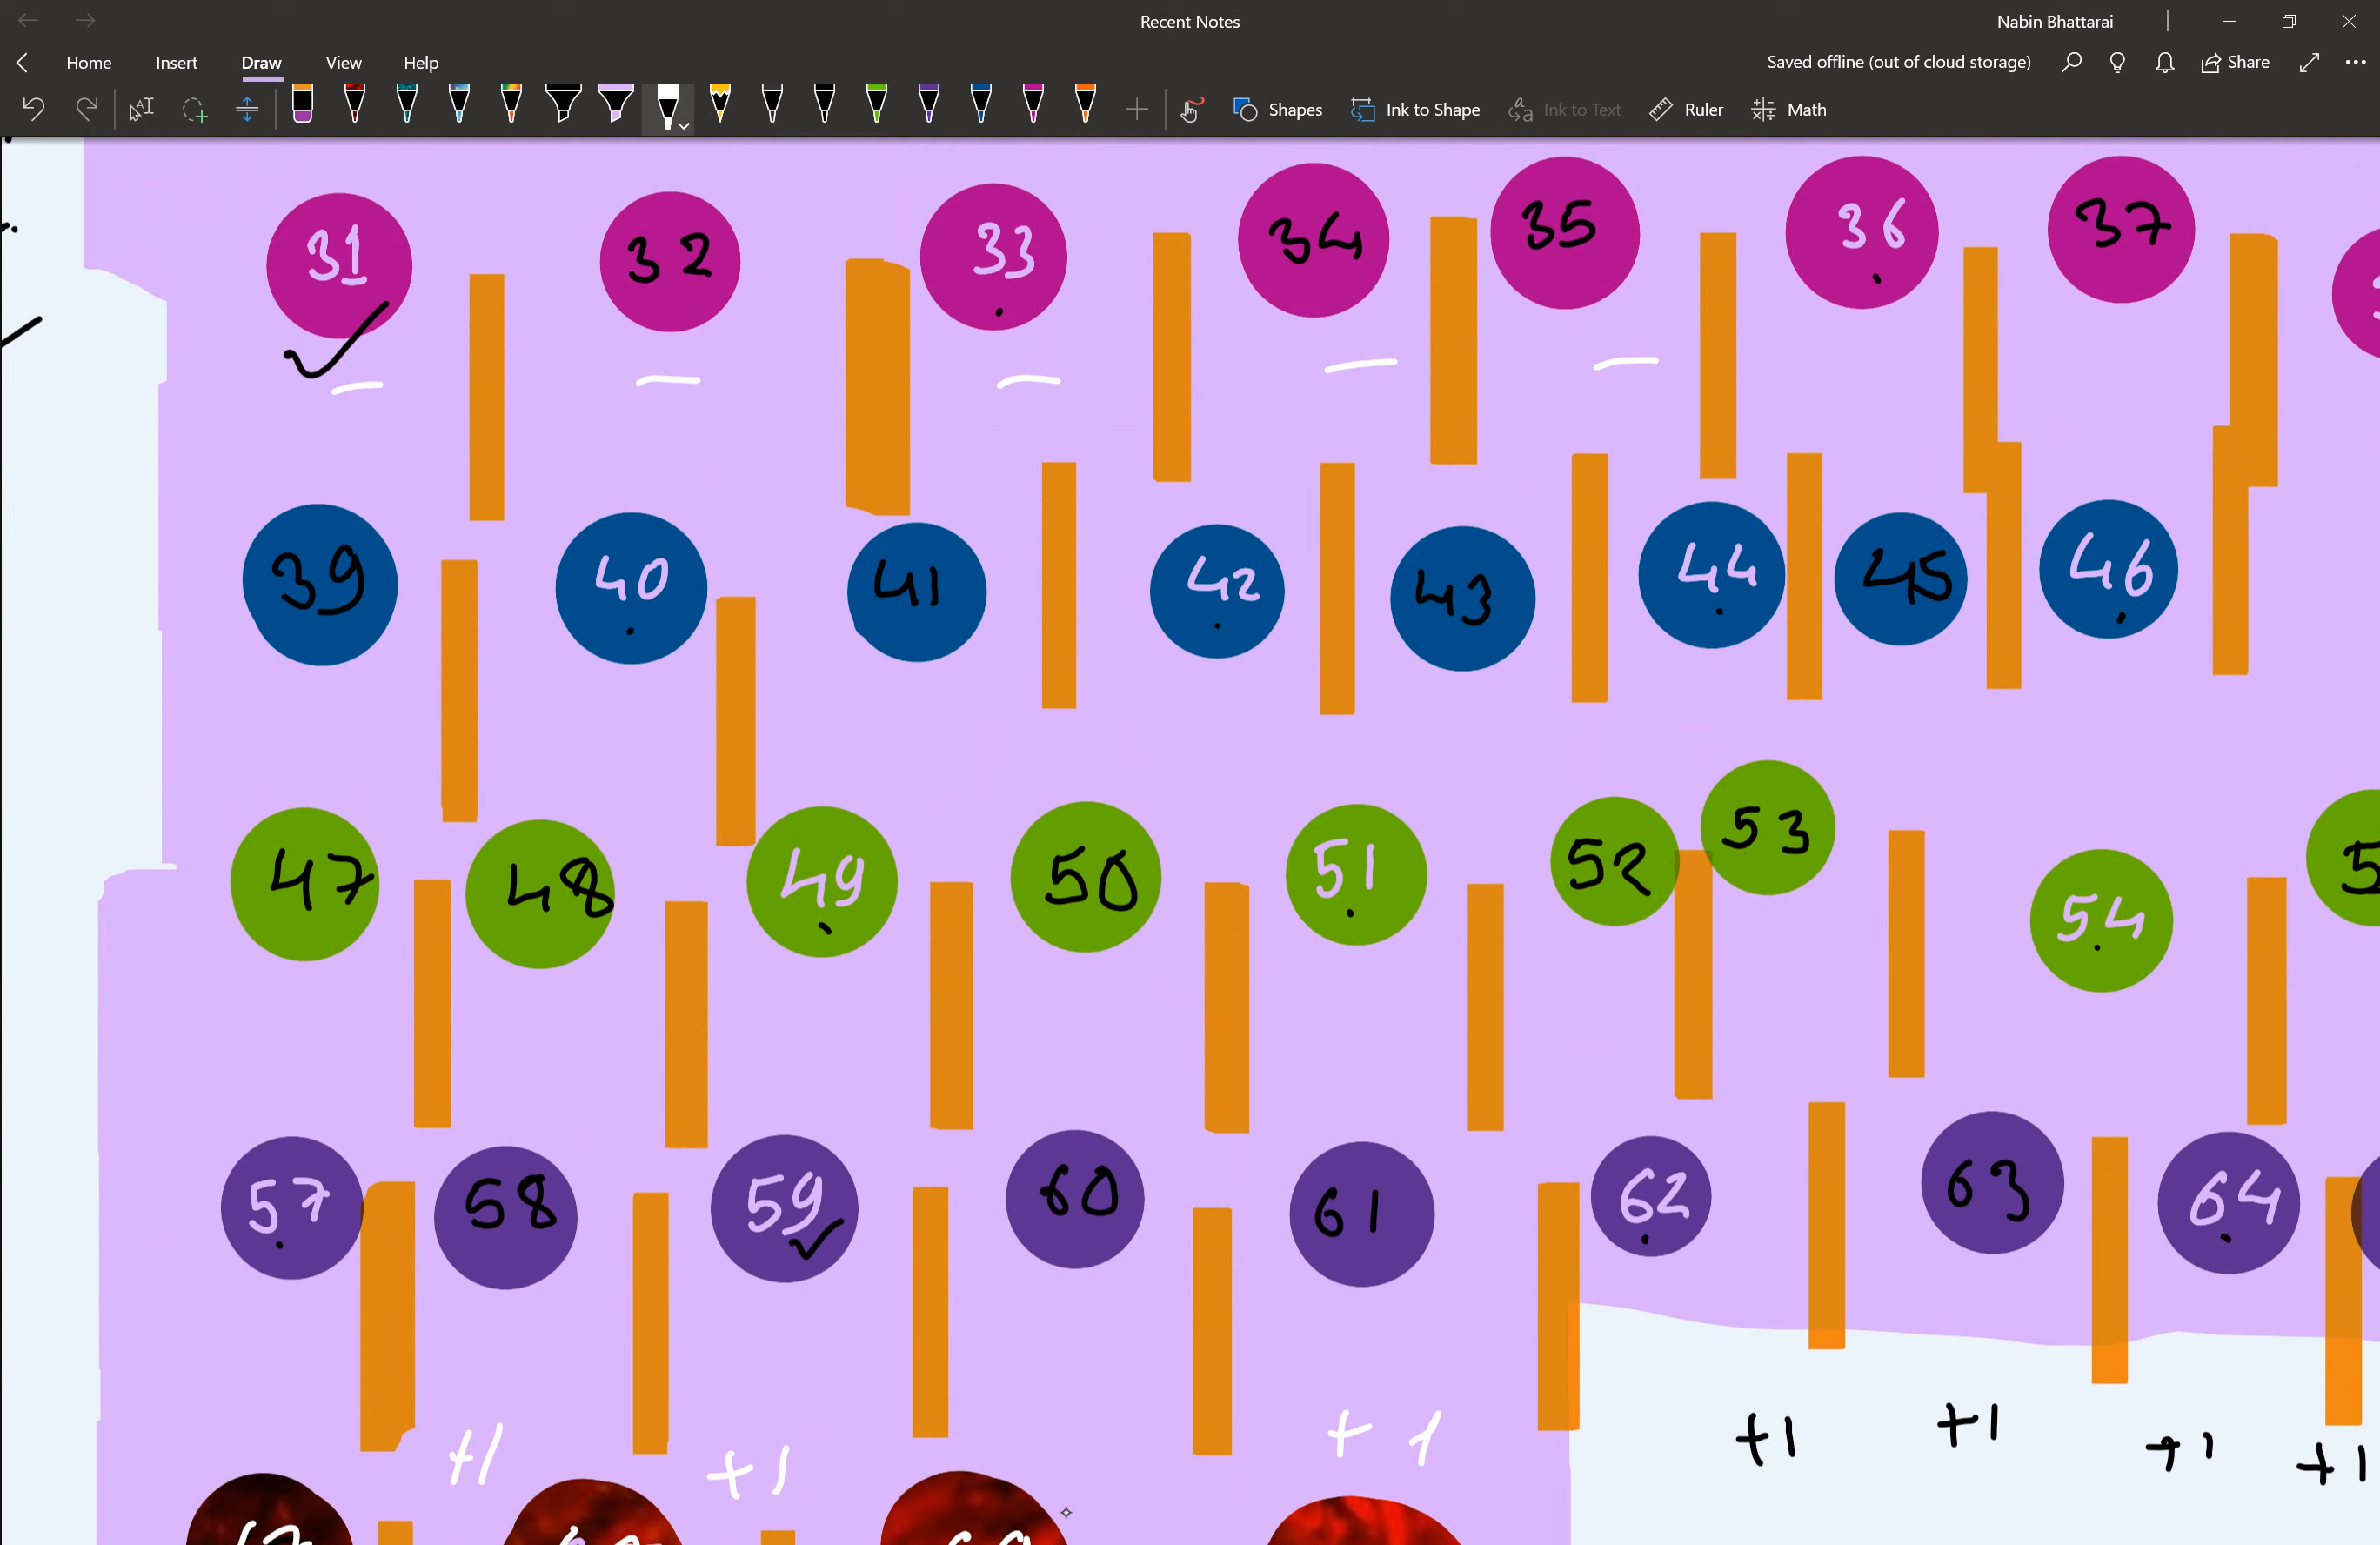 Recent Notes
Nabin Bhattarai
Home Insert Draw View Help
Saved offline (out of cloud storage)
Share
Shapes Ink to Shape Ink to Text Ruler Math
31 32 33 34 35 36 37
39 40 41 42 43 44 45 46
47 48 49 50 51 52 53 54
57 58 59 60 61 62 63 64
+1 +1 +1 +1 +1 +1 +1